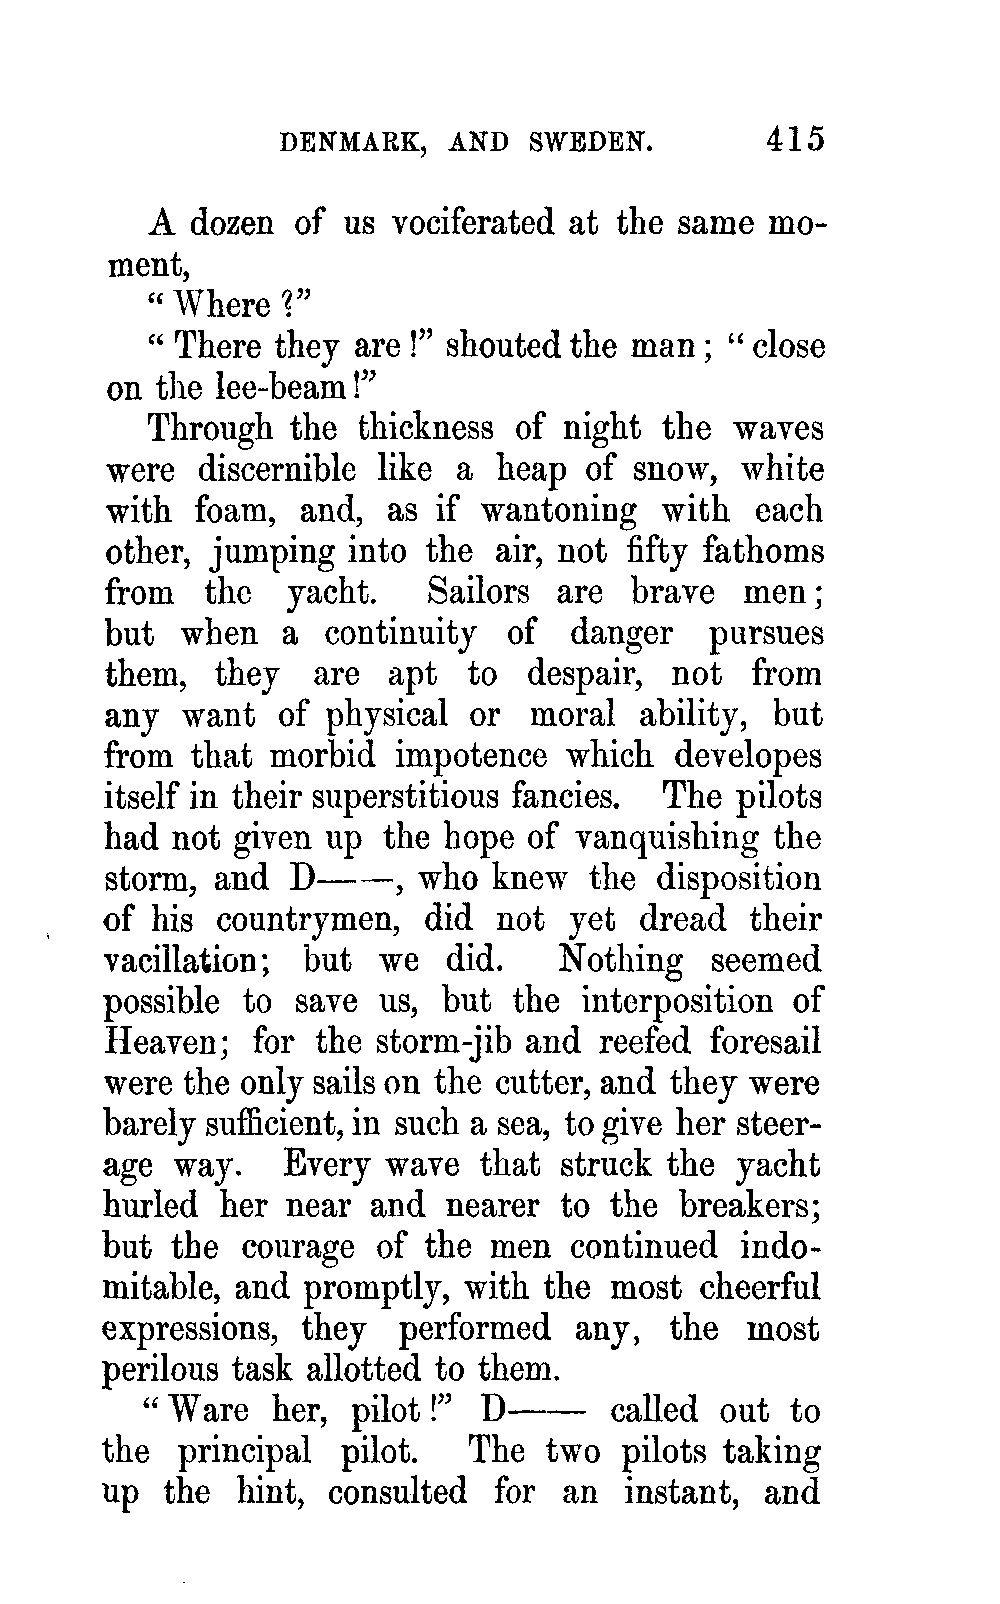 DENMARK, AND SWEDEN. 415
A dozen of us vociferated at the same mo-
ment,
“ Where ?”
“ There they are !” shouted the man ; “ close
on the lee-beam !”
Through the thickness of night the waves
were discernible like a heap of snow, white
with foam, and, as if wantoning with each
other, jumping into the air, not fifty fathoms
from the yacht. Sailors are brave men ;
but when a continuity of danger pursues
them, they are apt to despair, not from
any want of physical or moral ability, but
from that morbid impotence which developes
itself in their superstitious fancies. The pilots
had not given up the hope of vanquishing the
storm, and D——, who knew the disposition
of his countrymen, did not yet dread their
vacillation; but we did. Nothing seemed
possible to save us, but the interposition of
Heaven; for the storm-jib and reefed foresail
were the only sails on the cutter, and they were
barely sufficient, in such a sea, to give her steer-
age way. Every wave that struck the yacht
hurled her near and nearer to the breakers;
but the courage of the men continued indo-
mitable, and promptly, with the most cheerful
expressions, they performed any, the most
perilous task allotted to them.
“ Ware her, pilot !” D—— called out to
the principal pilot. The two pilots taking
up the hint, consulted for an instant, and